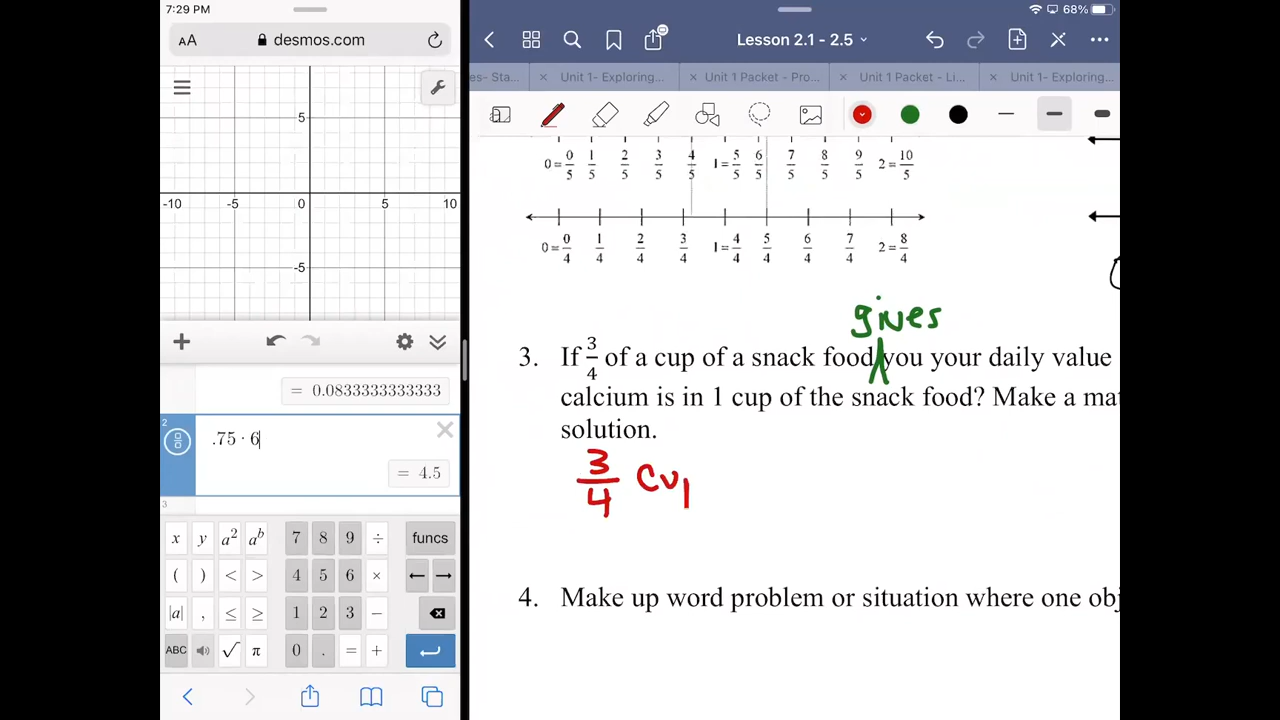 7:29 PM
68%
AA desmos.com
Lesson 2.1 - 2.5
es- Sta...
× Unit 1- Exploring...
× Unit 1 Packet - Pro...
× Unit 1 Packet - Li...
× Unit 1- Exploring...
5
-10 -5 0 5 10
-5
0 = 0/5 1/5 2/5 3/5 4/5 1 = 5/5 6/5 7/5 8/5 9/5 2 = 10/5
0 = 0/4 1/4 2/4 3/4 1 = 4/4 5/4 6/4 7/4 2 = 8/4
gives
3. If 3/4 of a cup of a snack food you your daily value
calcium is in 1 cup of the snack food? Make a mat
solution.
3/4 Cup
4. Make up word problem or situation where one obj
= 0.0833333333333
2
.75 · 6
= 4.5
3
x y a² aᵇ 7 8 9 ÷ funcs
( ) < > 4 5 6 × ← →
|a| , ≤ ≥ 1 2 3 −
ABC √ π 0 . = +